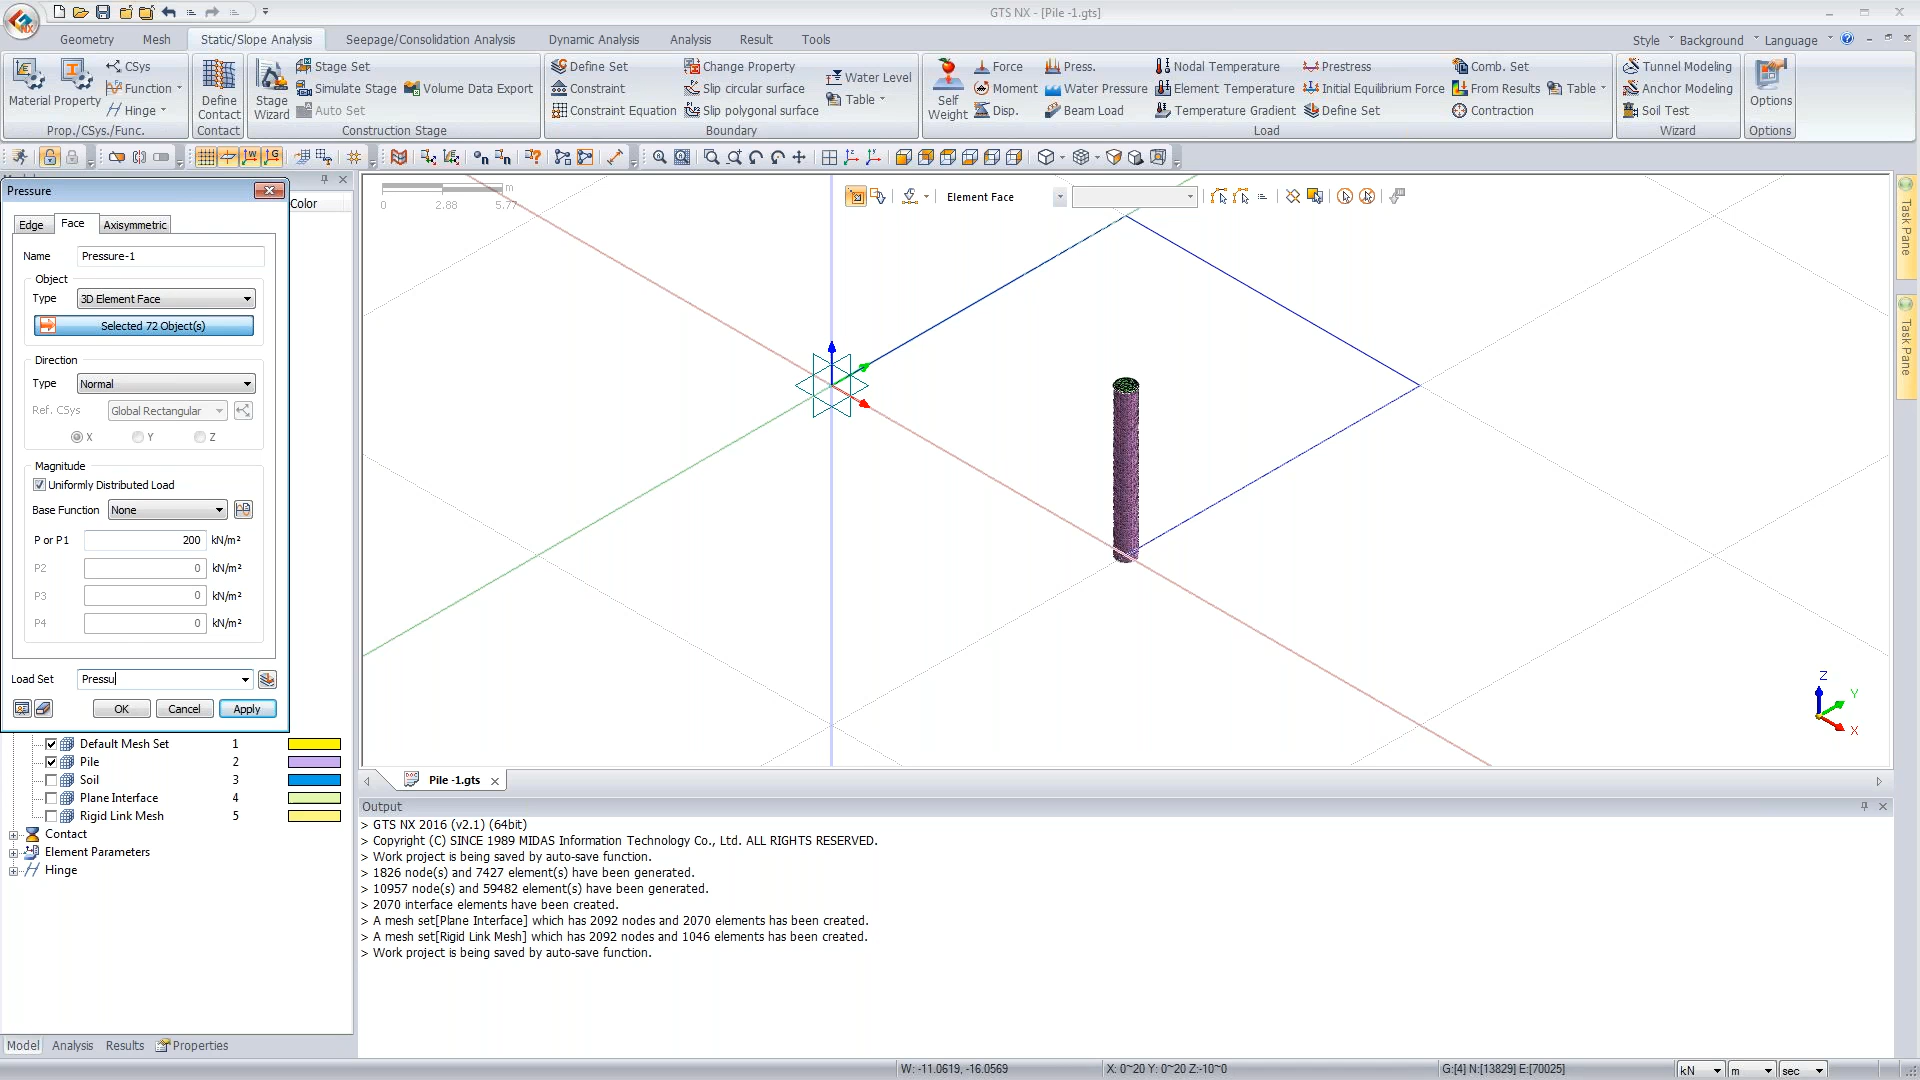 GTS NX - [Pile -1.gts]
Geometry Mesh Static/Slope Analysis Seepage/Consolidation Analysis Dynamic Analysis Analysis Result Tools
Style Background Language
Material Property CSys Function Hinge
Prop./CSys./Func.
Define Contact
Contact
Stage Wizard Stage Set Simulate Stage Auto Set Volume Data Export
Construction Stage
Define Set Constraint Constraint Equation Change Property Slip circular surface Slip polygonal surface Water Level Table
Boundary
Self Weight Force Moment Disp. Press. Water Pressure Beam Load Nodal Temperature Element Temperature Temperature Gradient Prestress Initial Equilibrium Force Define Set Comb. Set From Results Contraction Table
Load
Tunnel Modeling Anchor Modeling Soil Test
Wizard
Options
Options
Pressure
Color
Edge Face Axisymmetric
Name Pressure-1
Object
Type 3D Element Face
Selected 72 Object(s)
Direction
Type Normal
Ref. CSys Global Rectangular
X Y Z
Magnitude
Uniformly Distributed Load
Base Function None
P or P1 200 kN/m²
P2 0 kN/m²
P3 0 kN/m²
P4 0 kN/m²
Load Set Pressu
OK Cancel Apply
Default Mesh Set 1
Pile 2
Soil 3
Plane Interface 4
Rigid Link Mesh 5
Contact
Element Parameters
Hinge
Model Analysis Results Properties
m
0 2.88 5.77
Element Face
Z
Y
X
Task Pane
Task Pane
Pile -1.gts
Output
> GTS NX 2016 (v2.1) (64bit)
> Copyright (C) SINCE 1989 MIDAS Information Technology Co., Ltd. ALL RIGHTS RESERVED.
> Work project is being saved by auto-save function.
> 1826 node(s) and 7427 element(s) have been generated.
> 10957 node(s) and 59482 element(s) have been generated.
> 2070 interface elements have been created.
> A mesh set[Plane Interface] which has 2092 nodes and 2070 elements has been created.
> A mesh set[Rigid Link Mesh] which has 2092 nodes and 1046 elements has been created.
> Work project is being saved by auto-save function.
W: -11.0619, -16.0569
X: 0~20 Y: 0~20 Z:-10~0
G:[4] N:[13829] E:[70025]
kN m sec